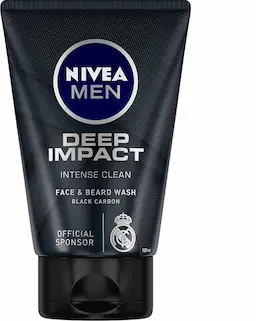 NIVEA
MEN
DEEP
IMPACT
INTENSE CLEAN
FACE & BEARD WASH
BLACK CARBON
OFFICIAL
SPONSOR